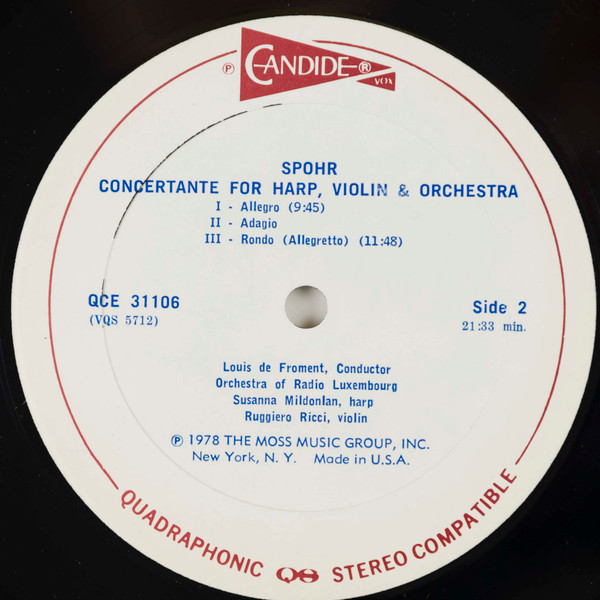 ℗ CANDIDE ®
VOX
SPOHR
CONCERTANTE FOR HARP, VIOLIN & ORCHESTRA
I - Allegro (9:45)
II - Adagio
III - Rondo (Allegretto) (11:48)
QCE 31106
(VQS 5712)
Side 2
21:33 min.
Louis de Froment, Conductor
Orchestra of Radio Luxembourg
Susanna Mildonian, harp
Ruggiero Ricci, violin
℗ 1978 THE MOSS MUSIC GROUP, INC.
New York, N. Y. Made in U.S.A.
QUADRAPHONIC QS STEREO COMPATIBLE